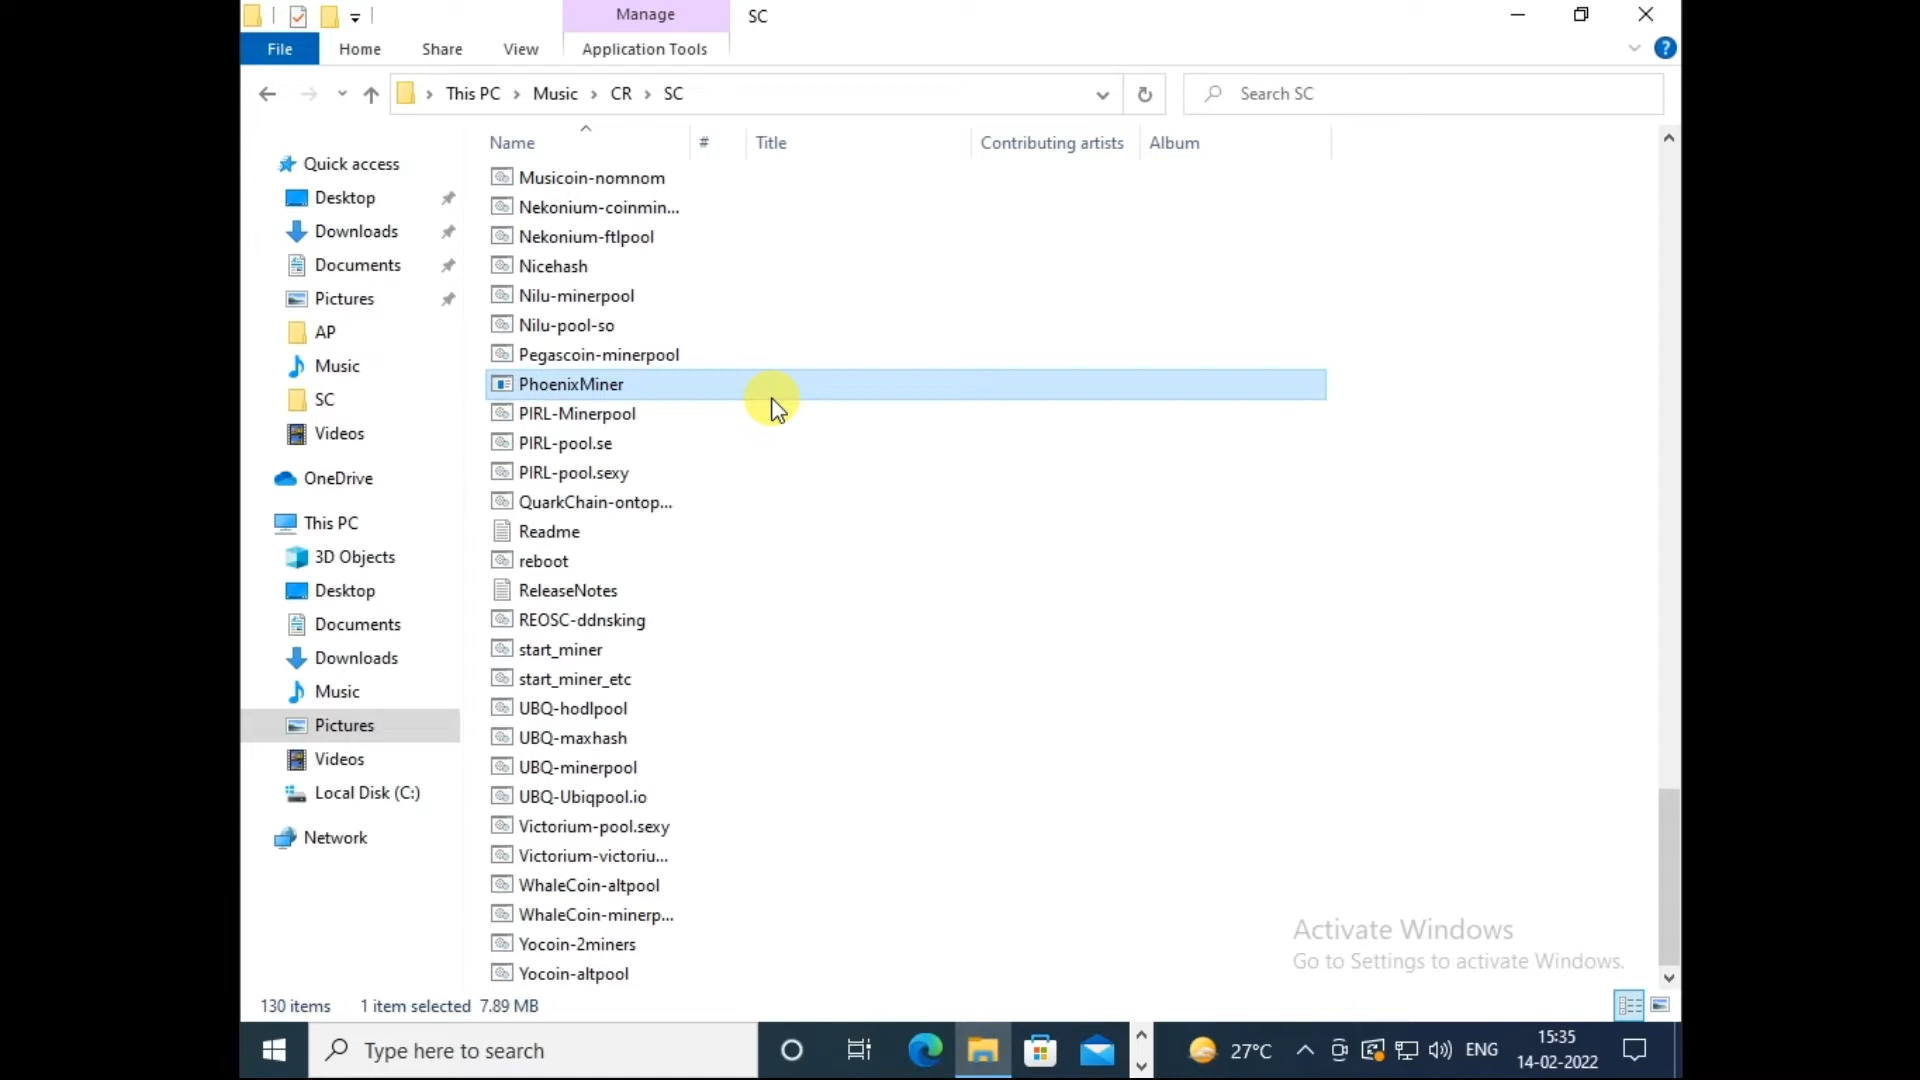 Manage
SC
File
Home
Share
View
Application Tools
This PC
Music
CR
SC
Search SC
Name
#
Title
Contributing artists
Album
Quick access
Desktop
Downloads
Documents
Pictures
AP
Music
SC
Videos
OneDrive
This PC
3D Objects
Desktop
Documents
Downloads
Music
Pictures
Videos
Local Disk (C:)
Network
Musicoin-nomnom
Nekonium-coinmin...
Nekonium-ftlpool
Nicehash
Nilu-minerpool
Nilu-pool-so
Pegascoin-minerpool
PhoenixMiner
PIRL-Minerpool
PIRL-pool.se
PIRL-pool.sexy
QuarkChain-ontop...
Readme
reboot
ReleaseNotes
REOSC-ddnsking
start_miner
start_miner_etc
UBQ-hodlpool
UBQ-maxhash
UBQ-minerpool
UBQ-Ubiqpool.io
Victorium-pool.sexy
Victorium-victoriu...
WhaleCoin-altpool
WhaleCoin-minerp...
Yocoin-2miners
Yocoin-altpool
Activate Windows
Go to Settings to activate Windows.
130 items
1 item selected 7.89 MB
Type here to search
27°C
ENG
15:35
14-02-2022